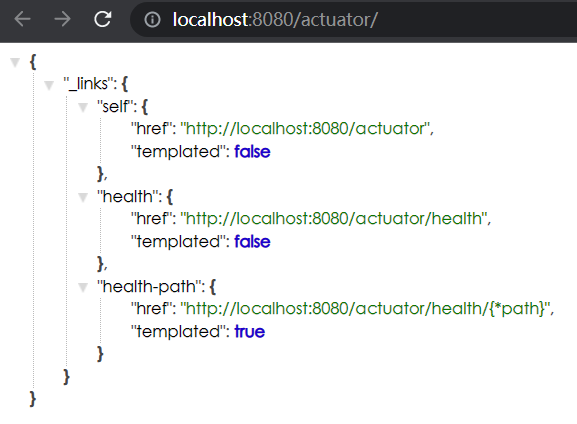 localhost:8080/actuator/
{
"_links": {
"self": {
"href": "http://localhost:8080/actuator",
"templated": false
},
"health": {
"href": "http://localhost:8080/actuator/health",
"templated": false
},
"health-path": {
"href": "http://localhost:8080/actuator/health/{*path}",
"templated": true
}
}
}